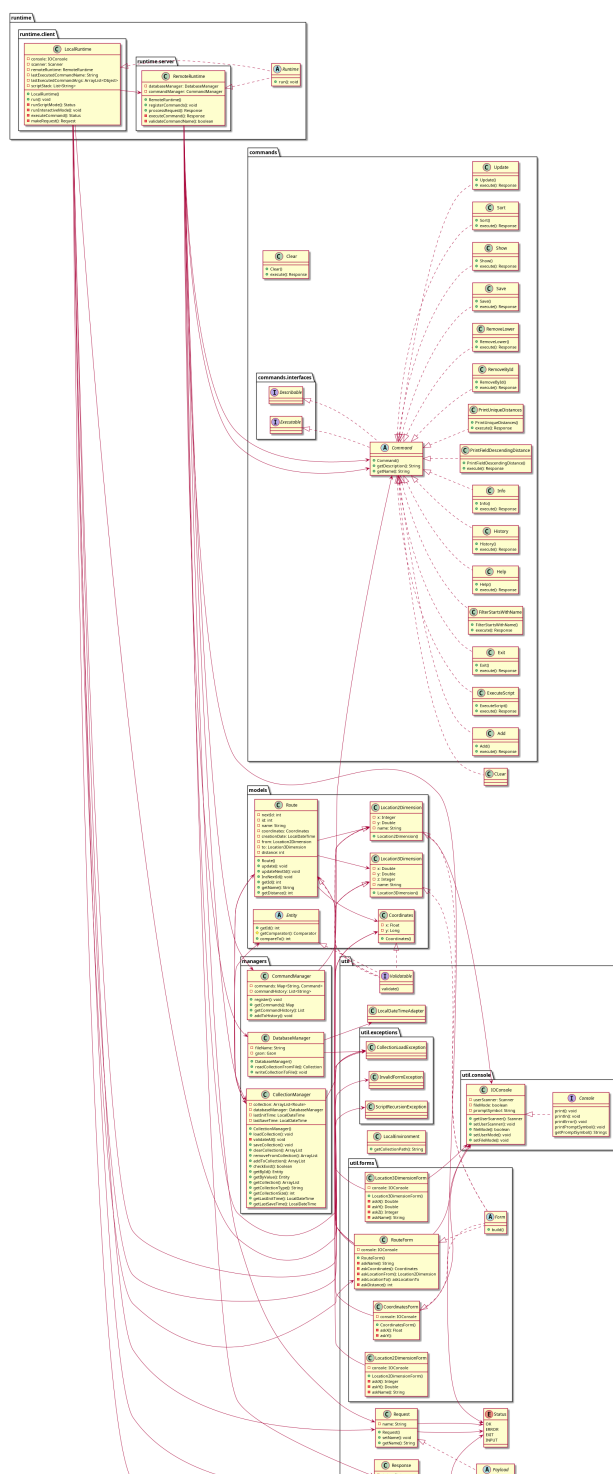 runtime
runtime.client
LocalRuntime
console: IOConsole
scanner: Scanner
remoteRuntime: RemoteRuntime
lastExecutedCommandName: String
lastExecutedCommandArgs: ArrayList<Object>
scriptStack: List<String>
LocalRuntime()
run(): void
runScriptMode(): Status
runInteractiveMode(): void
executeCommand(): Status
makeRequest(): Request
runtime.server
RemoteRuntime
databaseManager: DatabaseManager
commandManager: CommandManager
RemoteRuntime()
registerCommands(): void
processRequest(): Response
executeCommand(): Response
validateCommandName(): boolean
Runtime
run(): void
commands
Update
Update()
execute(): Response
Sort
Sort()
execute(): Response
Show
Show()
execute(): Response
Clear
Clear()
execute(): Response
Save
Save()
execute(): Response
RemoveLower
RemoveLower()
execute(): Response
RemoveById
RemoveById()
execute(): Response
commands.interfaces
Describable
Executable
PrintUniqueDistances
PrintUniqueDistances()
execute(): Response
Command
Command()
getDescription(): String
getName(): String
PrintFieldDescendingDistance
PrintFieldDescendingDistance()
execute(): Response
Info
Info()
execute(): Response
History
History()
execute(): Response
Help
Help()
execute(): Response
FilterStartsWithName
FilterStartsWithName()
execute(): Response
Exit
Exit()
execute(): Response
ExecuteScript
ExecuteScript()
execute(): Response
Add
Add()
execute(): Response
CLear
models
Route
nextId: int
id: int
name: String
coordinates: Coordinates
creationDate: LocalDateTime
from: Location2Dimension
to: Location3Dimension
distance: int
Route()
update(): void
updateNextId(): void
getId(): int
getName(): String
getDistance(): int
Location2Dimension
x: Integer
y: Double
name: String
Location2Dimension()
Location3Dimension
x: Double
y: Double
z: Integer
name: String
Location3Dimension()
Entity
getId(): int
getComparator(): Comparator
compareTo(): int
Coordinates
x: Float
y: Long
Coordinates()
managers
CommandManager
commands: Map<String, Command>
commandHistory: List<String>
register(): void
getCommands(): Map
getCommandHistory(): List
addToHistory(): void
DatabaseManager
fileName: String
gson: Gson
DatabaseManager()
readCollectionFromFile(): Collection
writeCollectionToFile(): void
CollectionManager
collection: ArrayList<Route>
databaseManager: DatabaseManager
lastInitTime: LocalDateTime
lastSaveTime: LocalDateTime
CollectionManager()
loadCollection(): void
validateAll(): void
saveCollection(): void
clearCollection(): ArrayList
removeFromCollection(): ArrayList
addToCollection(): ArrayList
checkExist(): boolean
getById(): Entity
getByValue(): Entity
getCollection(): ArrayList
getCollectionType(): String
getCollectionSize(): int
getLastInitTime(): LocalDateTime
getLastSaveTime(): LocalDateTime
util
Validatable
validate()
LocalDateTimeAdapter
util.exceptions
CollectionLoadException
InvalidFormException
ScriptRecursionException
LocalEnvironment
getCollectionPath(): String
util.console
IOConsole
userScanner: Scanner
fileMode: boolean
promptSymbol: String
getUserScanner(): Scanner
setUserScanner(): void
fileMode(): boolean
setUserMode(): void
setFileMode(): void
Console
print(): void
println(): void
printError(): void
printPromptSymbol(): void
getPromptSymbol(): Strings
util.forms
Location3DimensionForm
console: IOConsole
Location3DimensionForm()
askX(): Double
askY(): Double
askZ(): Integer
askName(): String
RouteForm
console: IOConsole
RouteForm()
askName(): String
askCoordinates(): Coordinates
askLocationFrom(): Location2Dimension
askLocationTo(): askLocationTo
askDistance(): int
Form
build()
CoordinatesForm
console: IOConsole
CoordinatesForm()
askX(): Float
askY()
Location2DimensionForm
console: IOConsole
Location2DimensionForm()
askX(): Integer
askY(): Double
askName(): String
Request
name: String
Request()
setName(): void
getName(): String
Status
OK
ERROR
EXIT
INPUT
Response
Payload